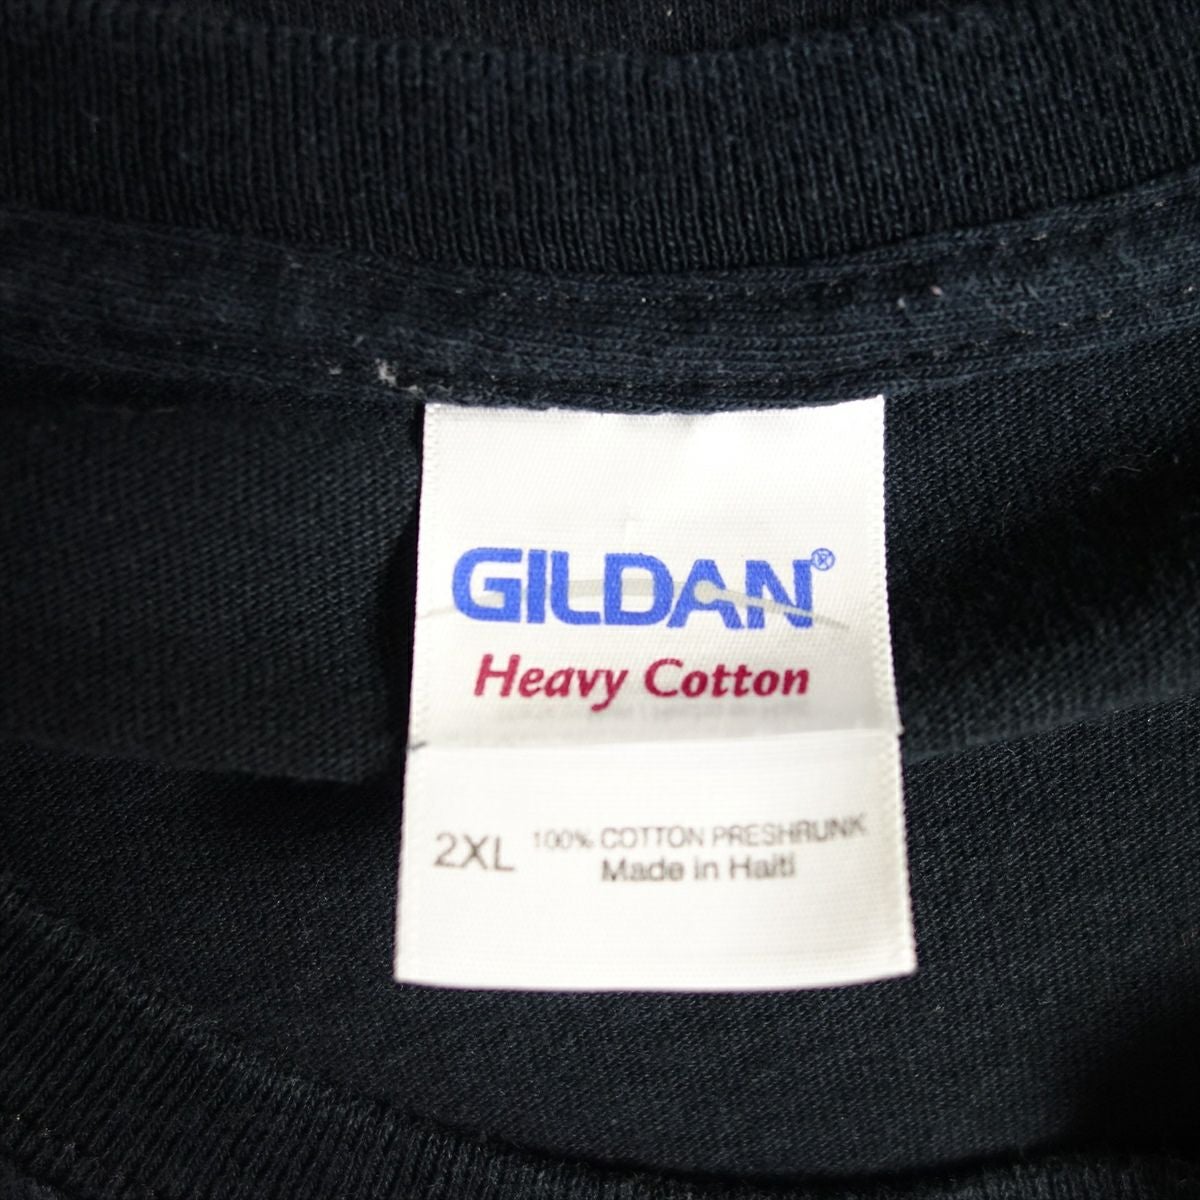 GILDAN®
Heavy Cotton
2XL
100% COTTON PRESHRUNK
Made in Haiti